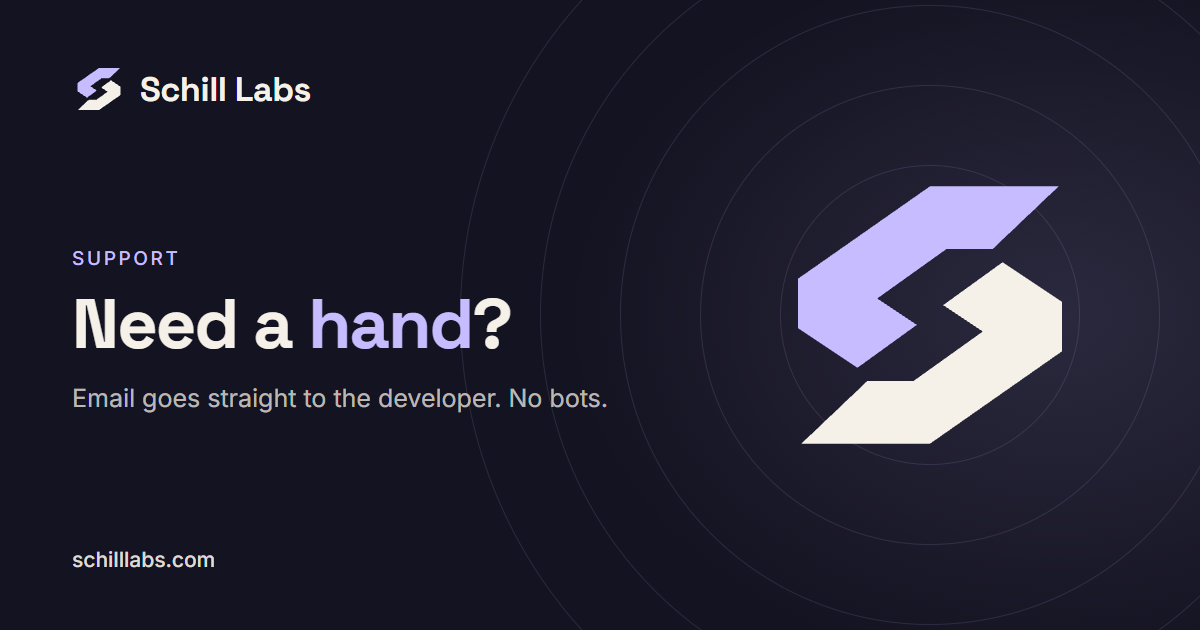 Schill Labs
SUPPORT
Need a hand?
Email goes straight to the developer. No bots.
schilllabs.com